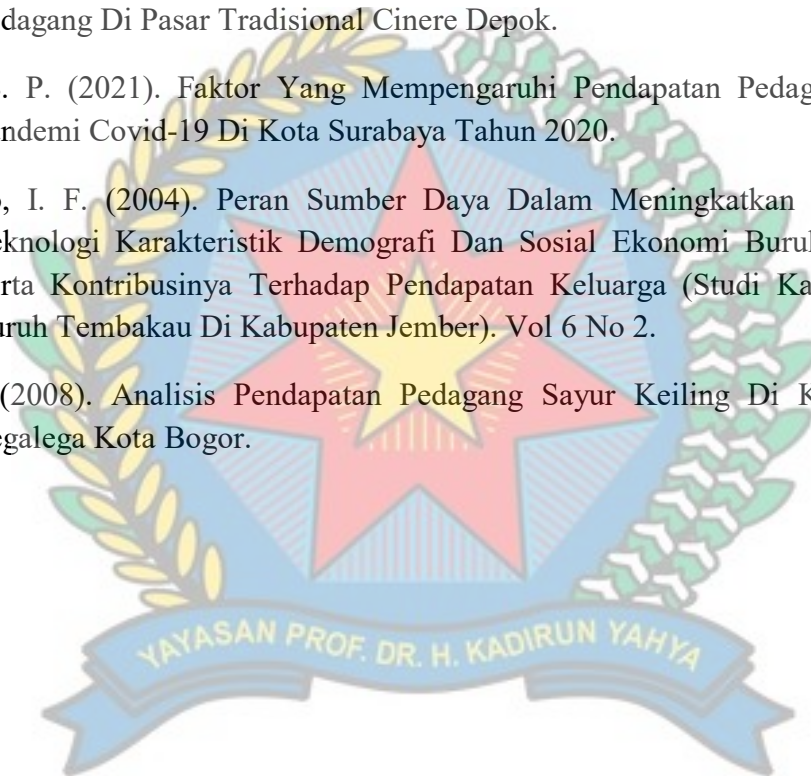 dagang Di Pasar Tradisional Cinere Depok.
. P. (2021). Faktor Yang Mempengaruhi Pendapatan
ndemi Covid-19 Di Kota Surabaya Tahun 2020.
, I. F. (2004). Peran Sumber Daya Dalam Meningkatkan
eknologi Karakteristik Demografi Dan Sosial Ekonomi
rta Kontribusinya Terhadap Pendapatan Keluarga (Studi
uruh Tembakau Di Kabupaten Jember). Vol 6 No 2.
(2008). Analisis Pendapatan Pedagang Sayur Keiling Di
egalega Kota Bogor.
YAYASAN PROF. DR. H. KADIRUN YAHYA